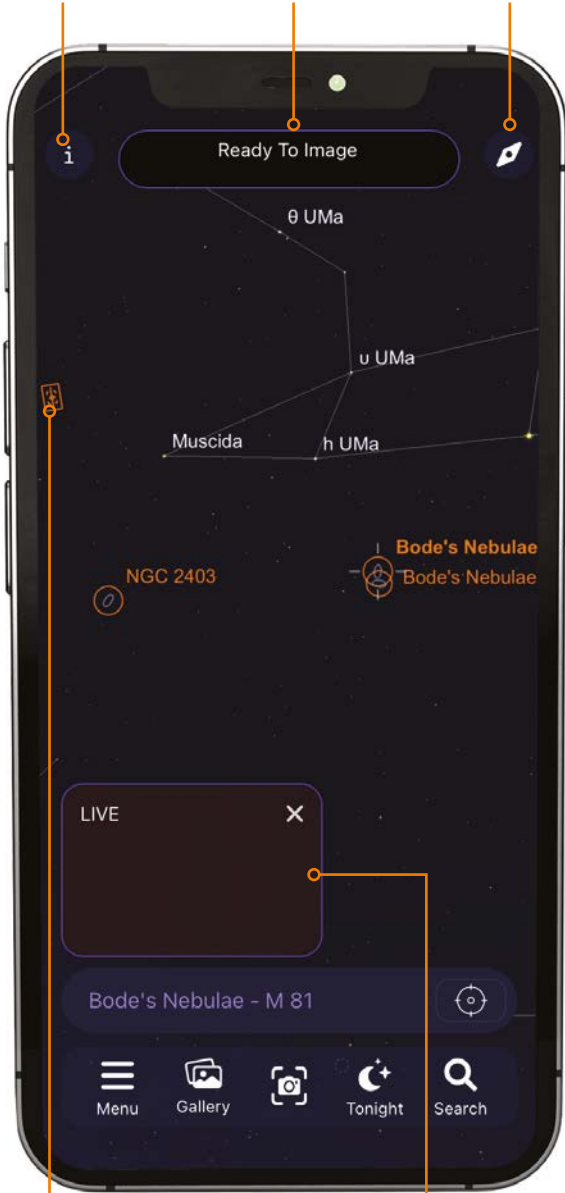 i
Ready To Image
θ UMa
υ UMa
Muscida
h UMa
Bode's Nebulae
NGC 2403
Bode's Nebulae
LIVE
Bode's Nebulae - M 81
Menu
Gallery
Tonight
Search